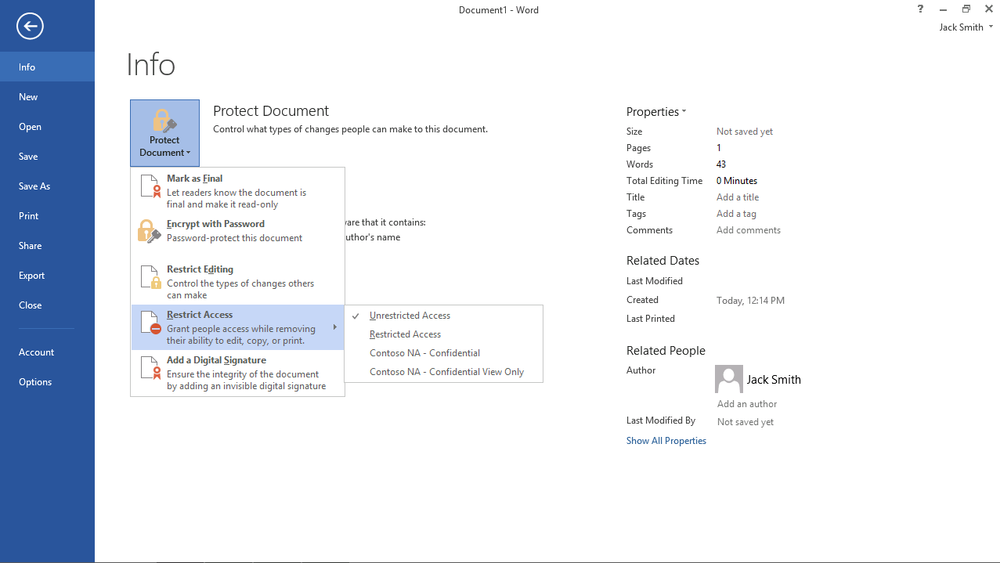 Document1 - Word
?
Jack Smith
Info
New
Open
Save
Save As
Print
Share
Export
Close
Account
Options
Info
Protect
Document
Protect Document
Control what types of changes people can make to this document.
Mark as Final
Let readers know the document is
final and make it read-only
Encrypt with Password
Password-protect this document
Restrict Editing
Control the types of changes others
can make
Restrict Access
Grant people access while removing
their ability to edit, copy, or print.
Add a Digital Signature
Ensure the integrity of the document
by adding an invisible digital signature
that it contains:
name
Unrestricted Access
Restricted Access
Contoso NA - Confidential
Contoso NA - Confidential View Only
Properties
Size Not saved yet
Pages 1
Words 43
Total Editing Time 0 Minutes
Title Add a title
Tags Add a tag
Comments Add comments
Related Dates
Last Modified
Created Today, 12:14 PM
Last Printed
Related People
Author
Jack Smith
Add an author
Last Modified By Not saved yet
Show All Properties